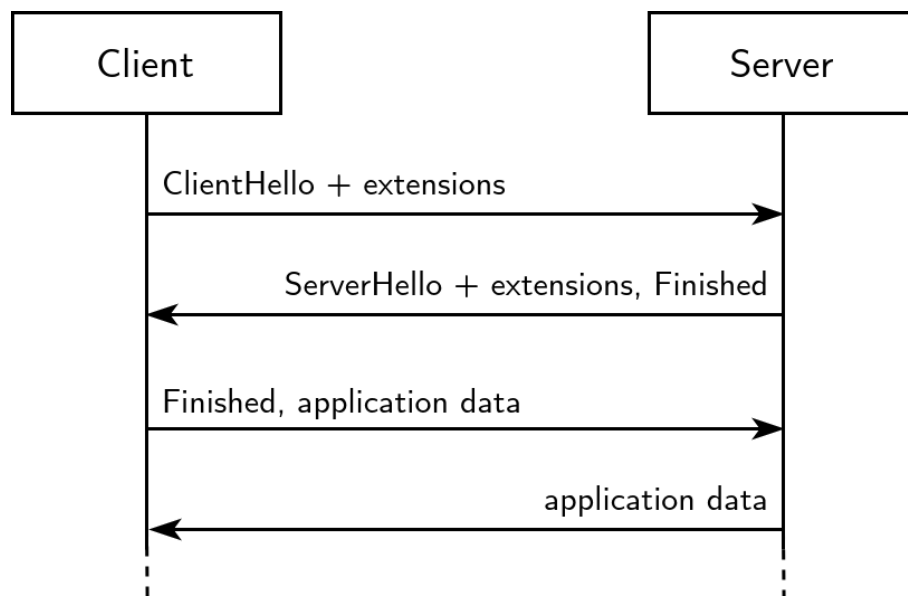 Client
Server
ClientHello + extensions
ServerHello + extensions, Finished
Finished, application data
application data